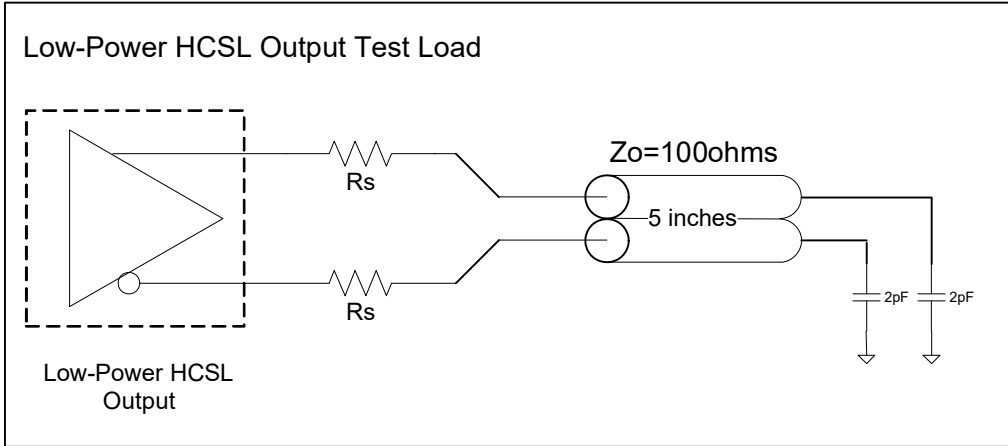 Low-Power HCSL Output Test Load
Rs
Zo=100ohms
5 inches
Rs
2pF
2pF
Low-Power HCSL
Output